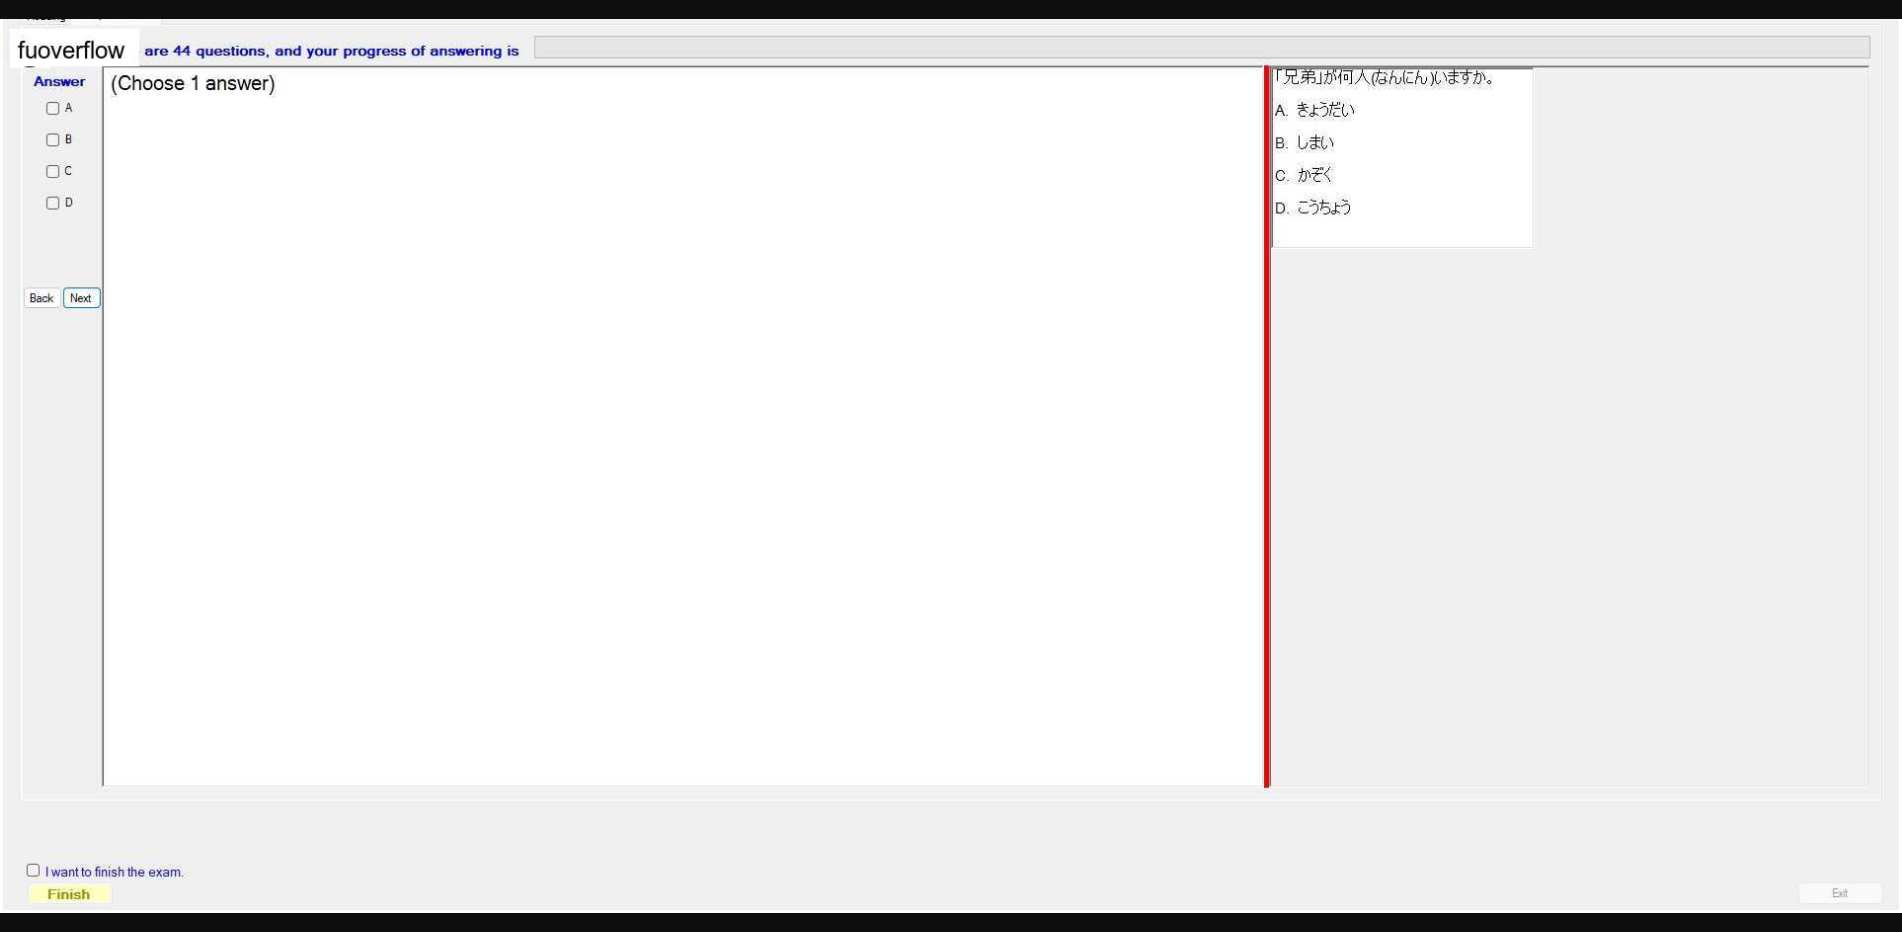 fuoverflow are 44 questions, and your progress of answering is
Answer
(Choose 1 answer)
A
B
C
D
Back Next
「兄弟」が何人(なんにん)いますか。
A. きょうだい
B. しまい
C. かぞく
D. こうちょう
I want to finish the exam.
Finish
Exit